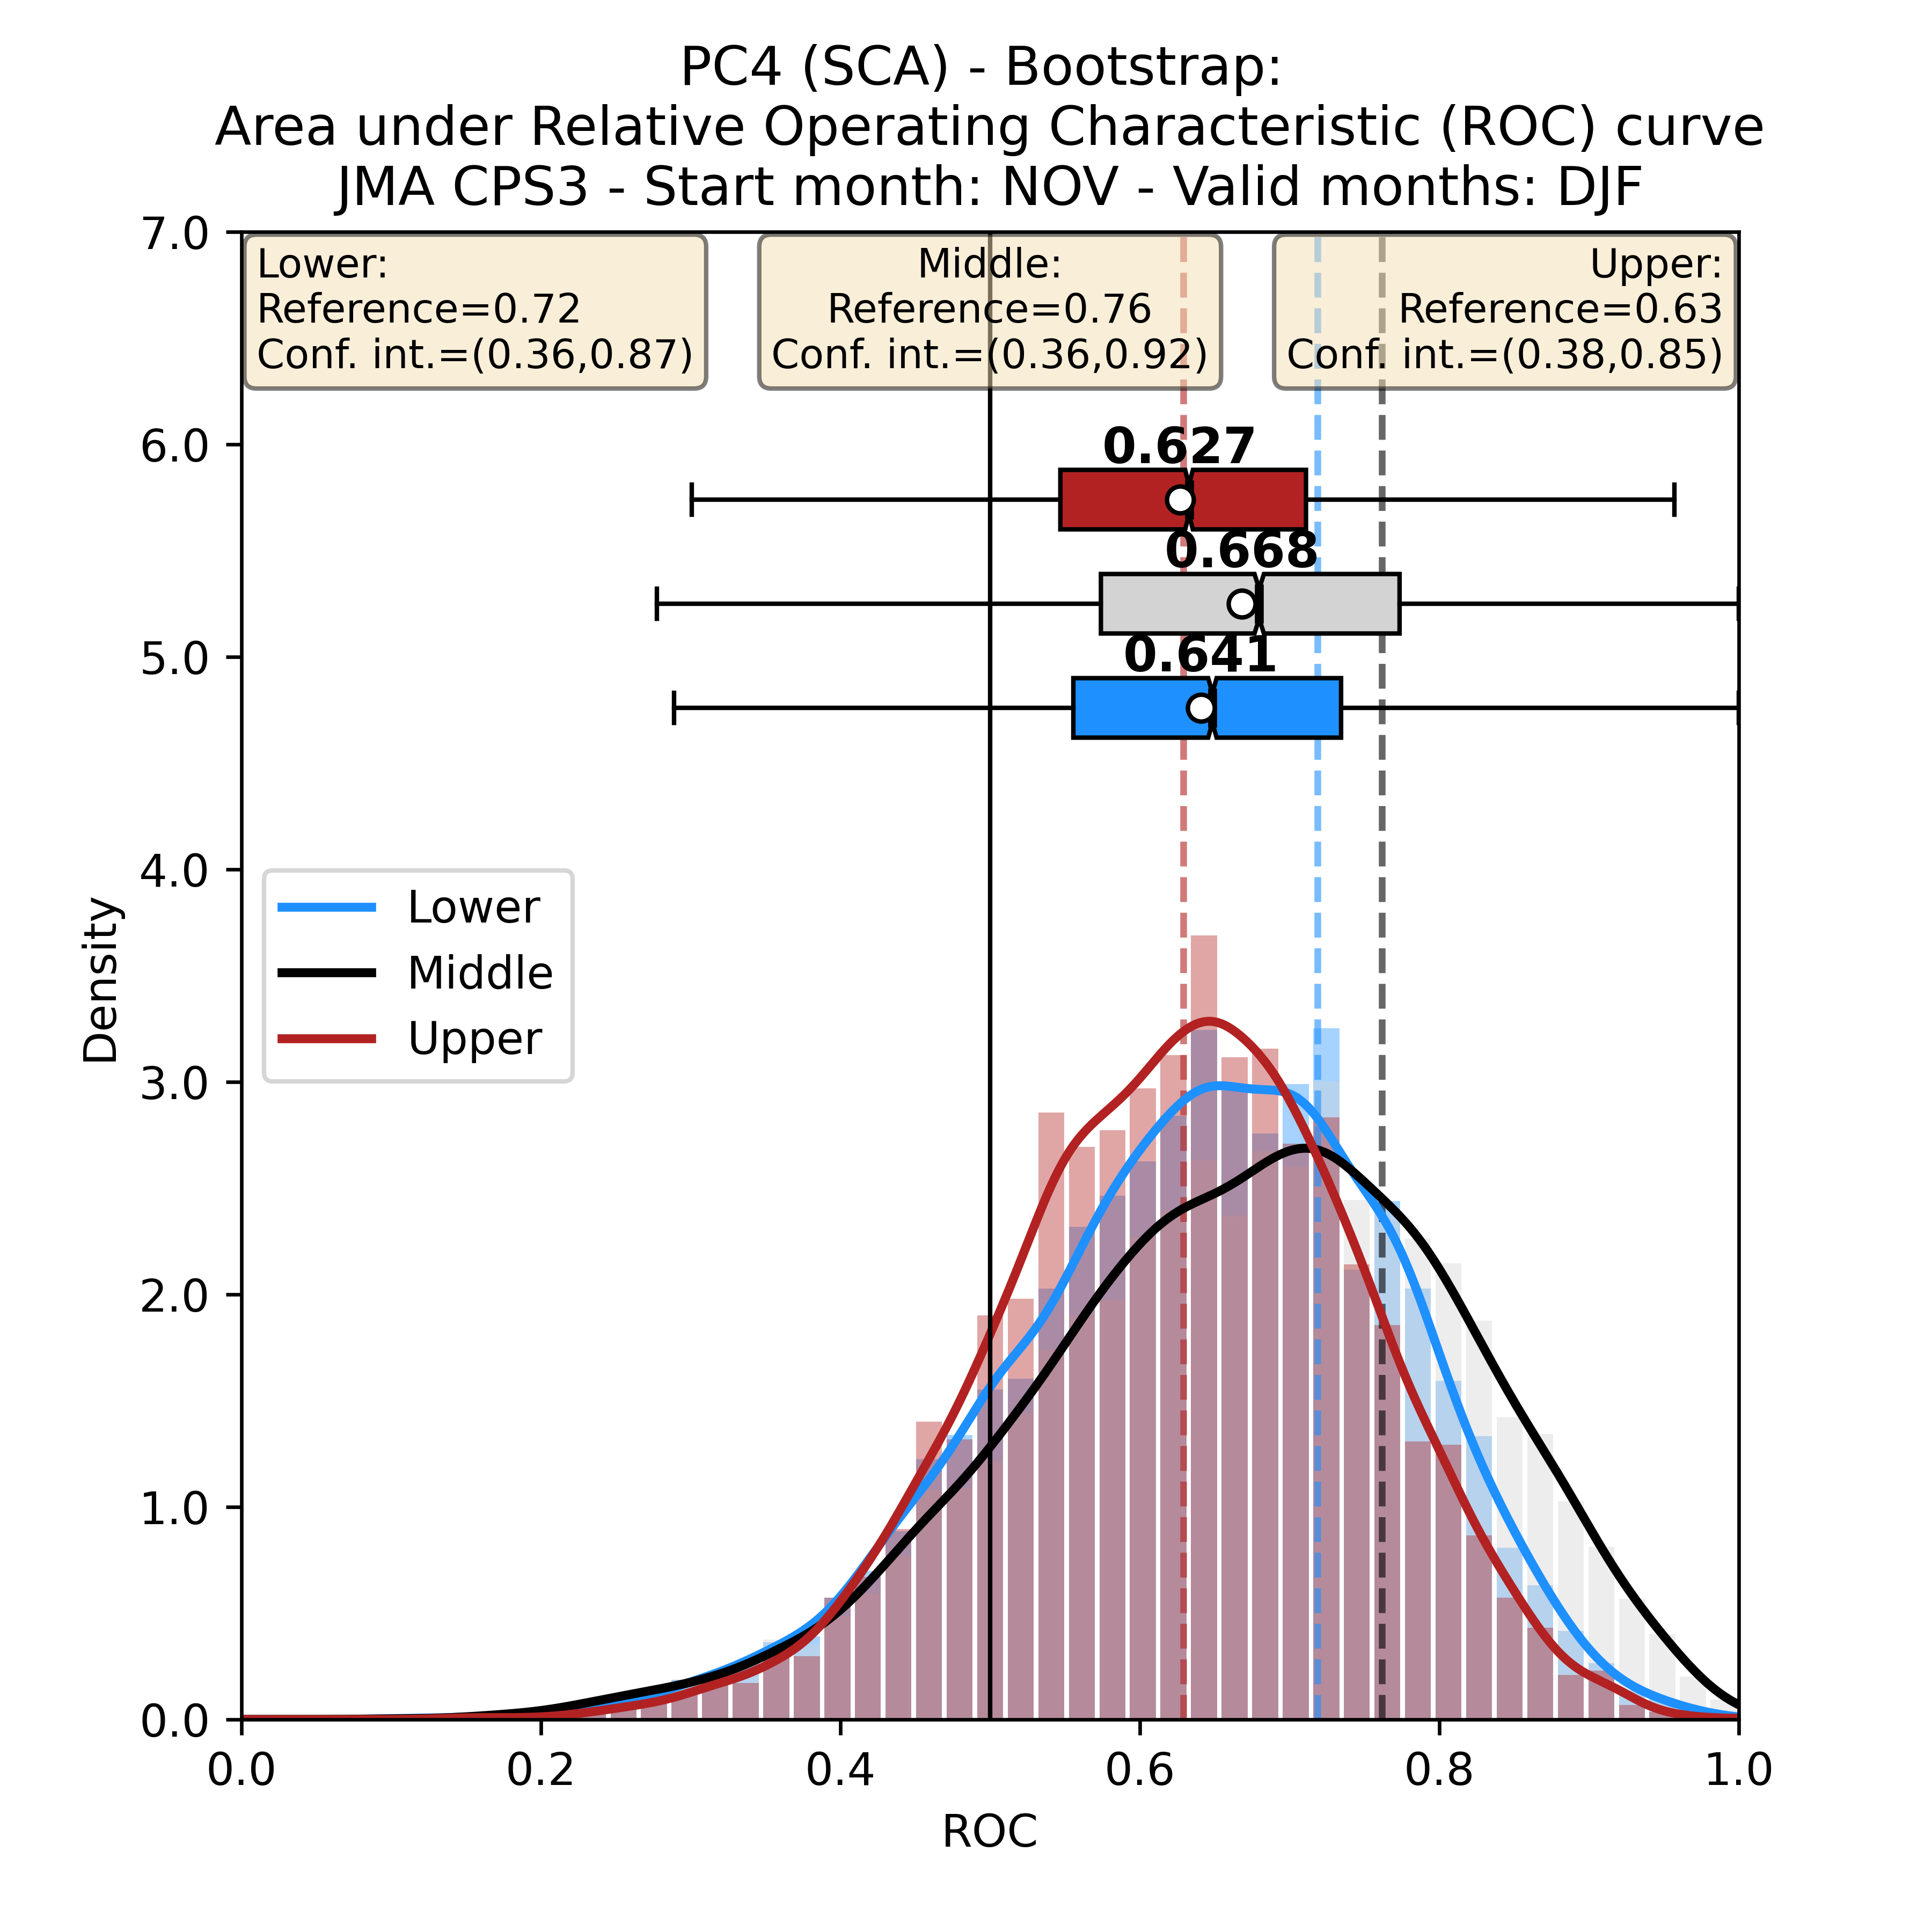 PC4 (SCA) - Bootstrap:
Area under Relative Operating Characteristic (ROC) curve
JMA CPS3 - Start month: NOV - Valid months: DJF
Lower:
Reference=0.72
Conf. int.=(0.36,0.87)
Middle:
Reference=0.76
Conf. int.=(0.36,0.92)
Upper:
Reference=0.63
Conf. int.=(0.38,0.85)
0.627
0.668
0.641
Lower
Middle
Upper
Density
7.0
6.0
5.0
4.0
3.0
2.0
1.0
0.0
0.0 0.2 0.4 0.6 0.8 1.0
ROC